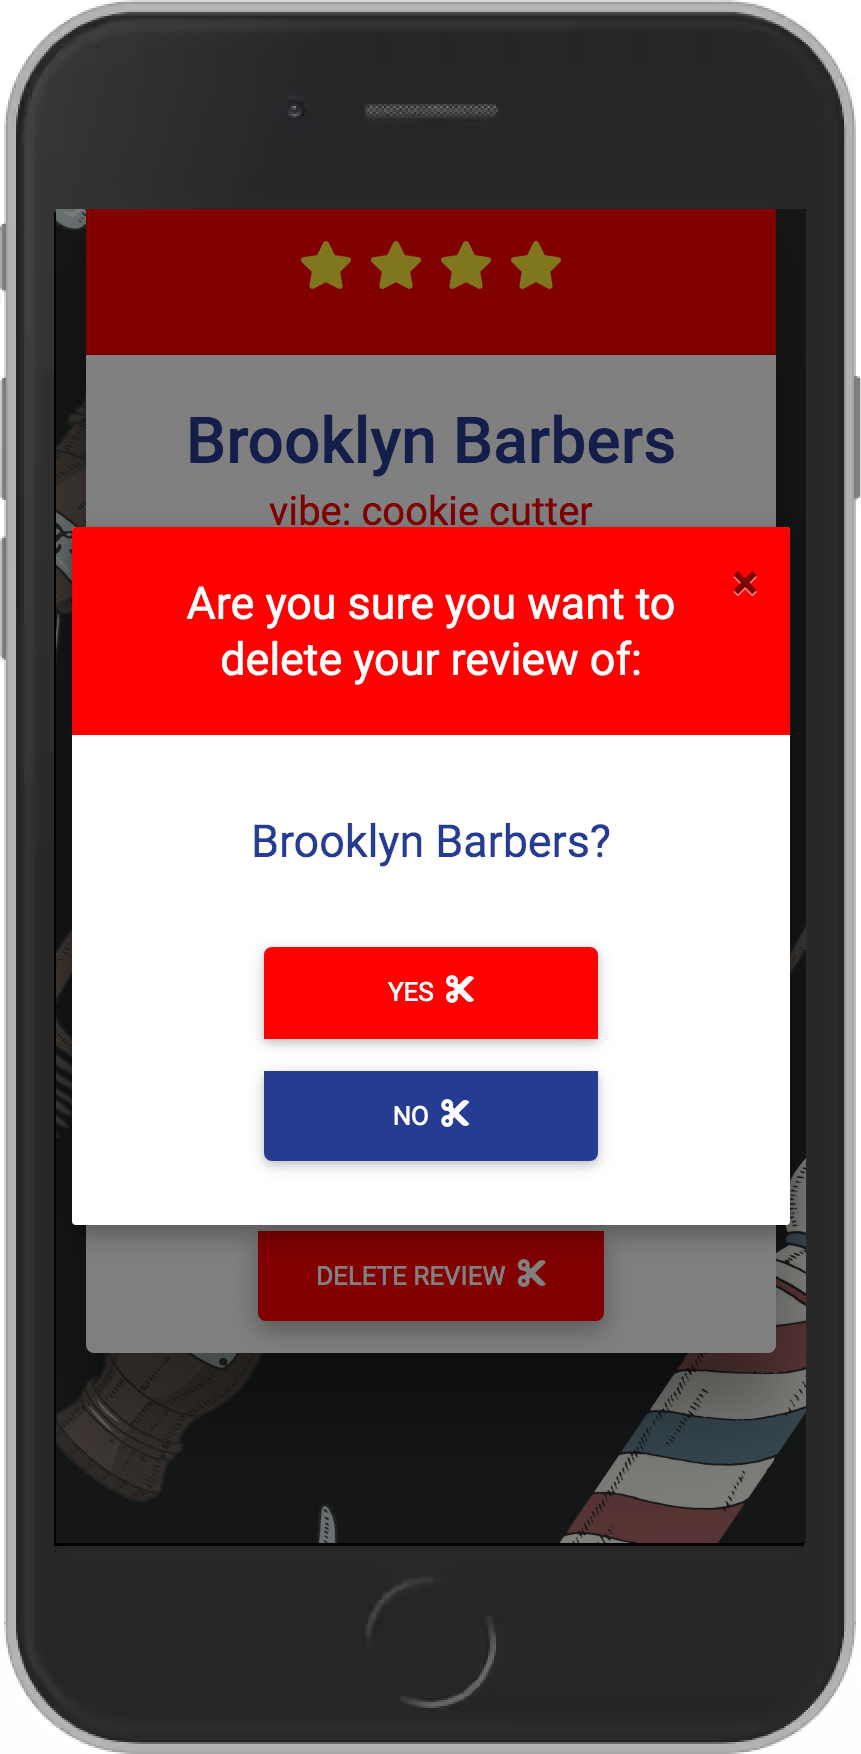 Brooklyn Barbers
vibe: cookie cutter
Are you sure you want to
delete your review of:
Brooklyn Barbers?
YES
NO
DELETE REVIEW